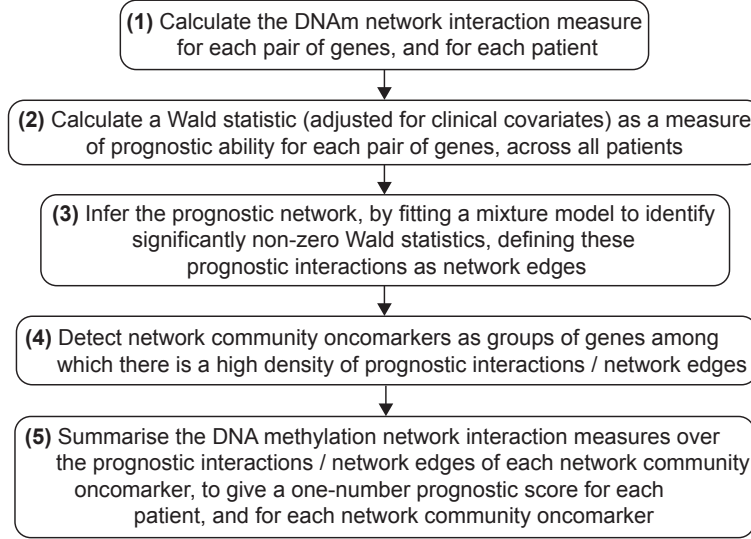 (1) Calculate the DNAm network interaction measure
for each pair of genes, and for each patient
(2) Calculate a Wald statistic (adjusted for clinical covariates) as a measure
of prognostic ability for each pair of genes, across all patients
(3) Infer the prognostic network, by fitting a mixture model to identify
significantly non-zero Wald statistics, defining these
prognostic interactions as network edges
(4) Detect network community oncomarkers as groups of genes among
which there is a high density of prognostic interactions / network edges
(5) Summarise the DNA methylation network interaction measures over
the prognostic interactions / network edges of each network community
oncomarker, to give a one-number prognostic score for each
patient, and for each network community oncomarker